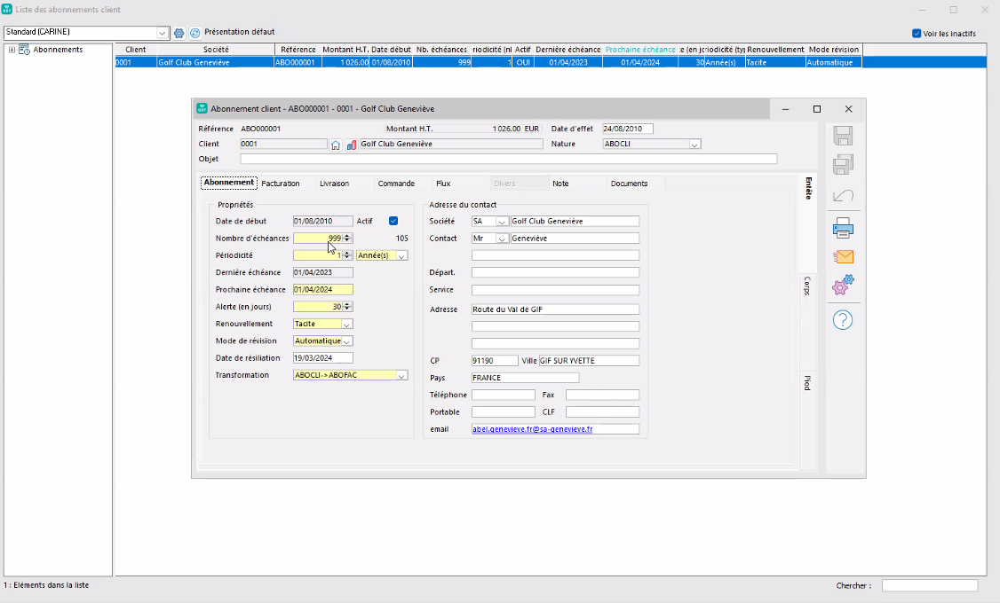 Liste des abonnements client
Standard (CARINE) Présentation défaut Voir les inactifs
Abonnements
Client Société Référence Montant H.T. Date début Nb. échéances riodicité (n Actif Dernière échéance Prochaine échéance te (en jc riodicité (ty Renouvellement Mode révision
0001 Golf Club Geneviève ABO000001 1 026.00 01/08/2010 999 1 OUI 01/04/2023 01/04/2024 30 Année(s) Tacite Automatique
Abonnement client - ABO000001 - 0001 - Golf Club Geneviève
Référence ABO000001 Montant H.T. 1 026.00 EUR Date d'effet 24/08/2010
Client 0001 Golf Club Geneviève Nature ABOCLI
Objet
Abonnement Facturation Livraison Commande Flux Divers Note Documents
Entête
Corps
Pied
Propriétés
Date de début 01/08/2010 Actif
Nombre d'échéances 999 105
Périodicité 1 Année(s)
Dernière échéance 01/04/2023
Prochaine échéance 01/04/2024
Alerte (en jours) 30
Renouvellement Tacite
Mode de révision Automatique
Date de résiliation 19/03/2024
Transformation ABOCLI->ABOFAC
Adresse du contact
Société SA Golf Club Geneviève
Contact Mr Geneviève
Départ.
Service
Adresse Route du Val de GIF
CP 91190 Ville GIF SUR YVETTE
Pays FRANCE
Téléphone Fax
Portable CLF
email abel.genevieve.fr@sa-genevieve.fr
1 : Eléments dans la liste Chercher :